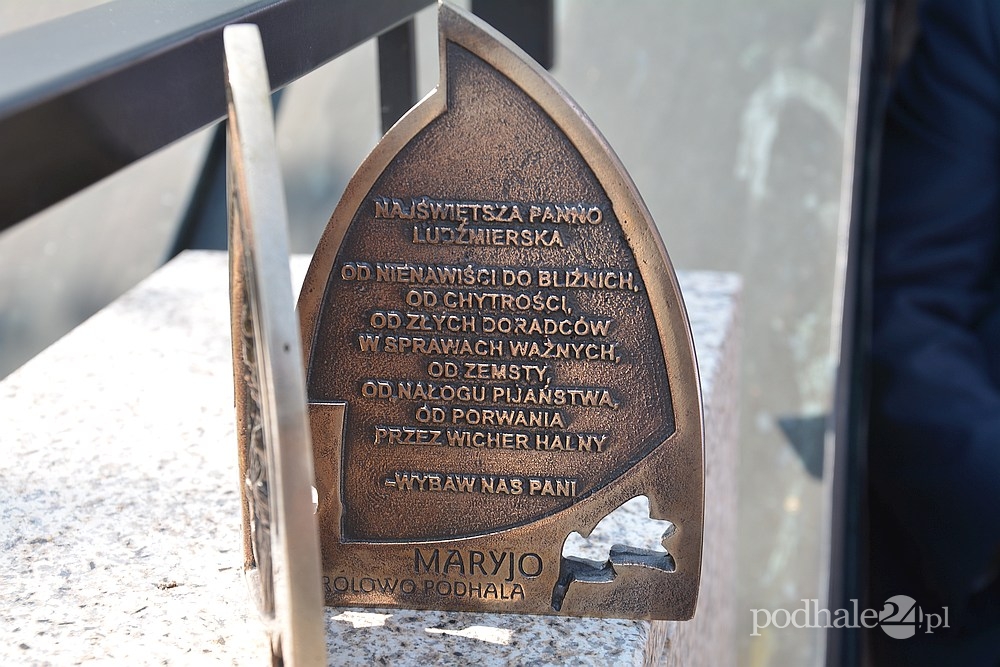 NAJŚWIĘTSZA PANNO
LUDŹMIERSKA
OD NIENAWIŚCI DO BLIŹNICH,
OD CHYTROŚCI,
OD ZŁYCH DORADCÓW
W SPRAWACH WAŻNYCH,
OD ZEMSTY,
OD NAŁOGU PIJAŃSTWA,
OD PORWANIA
PRZEZ WICHER HALNY
-WYBAW NAS PANI
MARYJO
RÓLOWO PODHALA
podhale24.pl